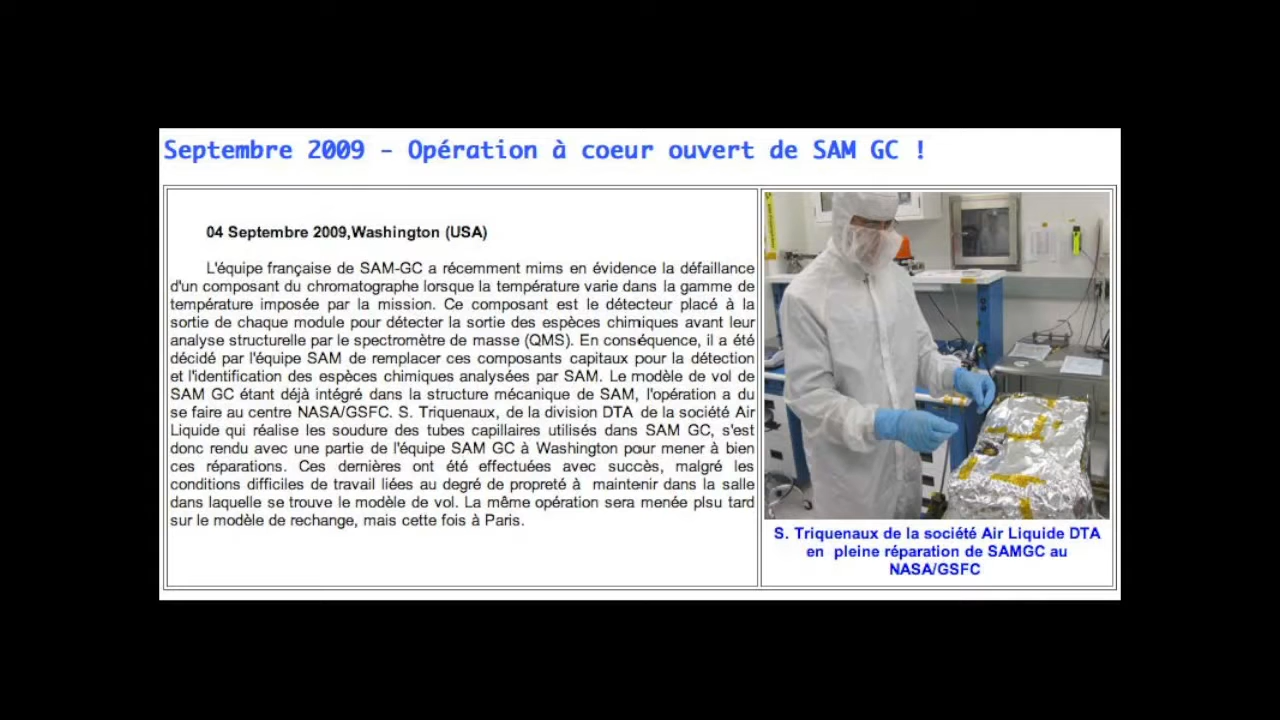 Septembre 2009 - Opération à coeur ouvert de SAM GC !
04 Septembre 2009,Washington (USA)
L'équipe française de SAM-GC a récemment mims en évidence la défaillance
d'un composant du chromatographe lorsque la température varie dans la gamme de
température imposée par la mission. Ce composant est le détecteur placé à la
sortie de chaque module pour détecter la sortie des espèces chimiques avant leur
analyse structurelle par le spectromètre de masse (QMS). En conséquence, il a été
décidé par l'équipe SAM de remplacer ces composants capitaux pour la détection
et l'identification des espèces chimiques analysées par SAM. Le modèle de vol de
SAM GC étant déjà intégré dans la structure mécanique de SAM, l'opération a du
se faire au centre NASA/GSFC. S. Triquenaux, de la division DTA de la société Air
Liquide qui réalise les soudure des tubes capillaires utilisés dans SAM GC, s'est
donc rendu avec une partie de l'équipe SAM GC à Washington pour mener à bien
ces réparations. Ces dernières ont été effectuées avec succès, malgré les
conditions difficiles de travail liées au degré de propreté à maintenir dans la salle
dans laquelle se trouve le modèle de vol. La même opération sera menée plsu tard
sur le modèle de rechange, mais cette fois à Paris.
S. Triquenaux de la société Air Liquide DTA
en pleine réparation de SAMGC au
NASA/GSFC